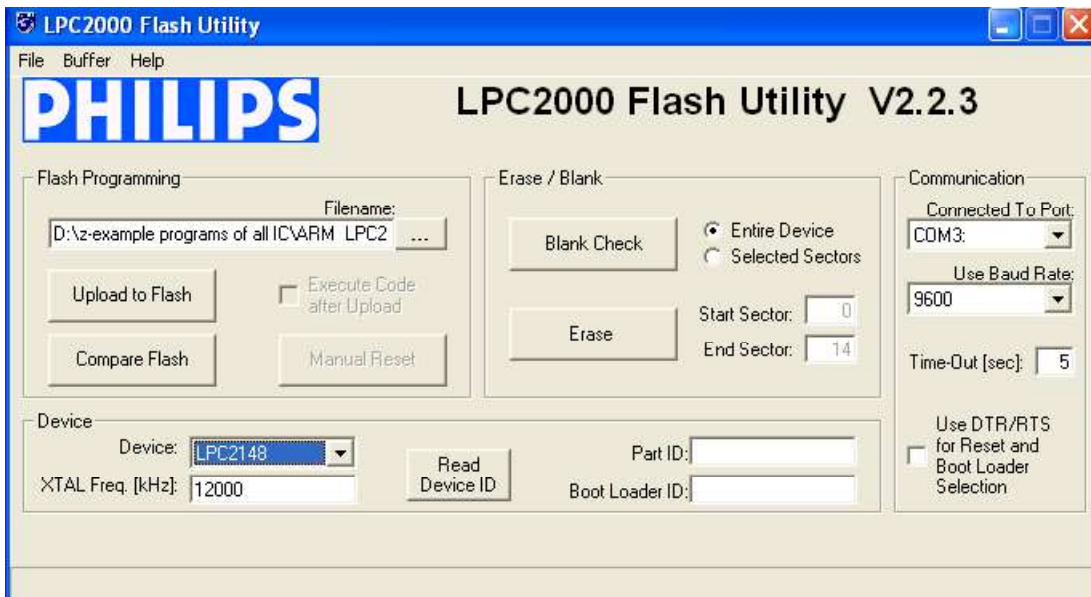 LPC2000 Flash Utility
File Buffer Help
PHILIPS
LPC2000 Flash Utility V2.2.3
Flash Programming
Filename:
D:\z-example programs of all IC\ARM LPC2
...
Upload to Flash
Execute Code
after Upload
Compare Flash
Manual Reset
Erase / Blank
Blank Check
Entire Device
Selected Sectors
Erase
Start Sector: 0
End Sector: 14
Communication
Connected To Port:
COM3:
Use Baud Rate:
9600
Time-Out [sec]: 5
Use DTR/RTS
for Reset and
Boot Loader
Selection
Device
Device: LPC2148
XTAL Freq. [kHz]: 12000
Read
Device ID
Part ID:
Boot Loader ID: